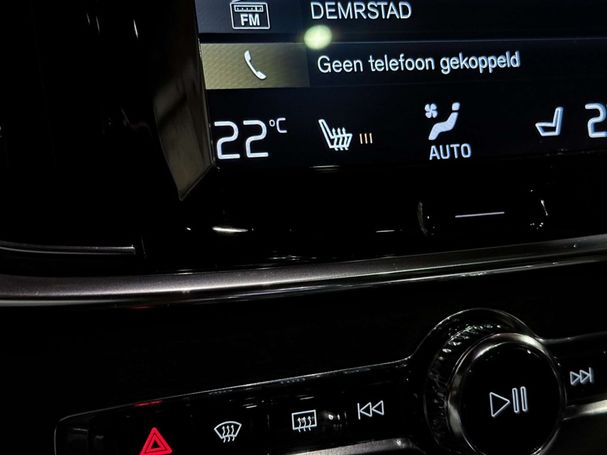 FM DEMRSTAD
Geen telefoon gekoppeld
22°C AUTO